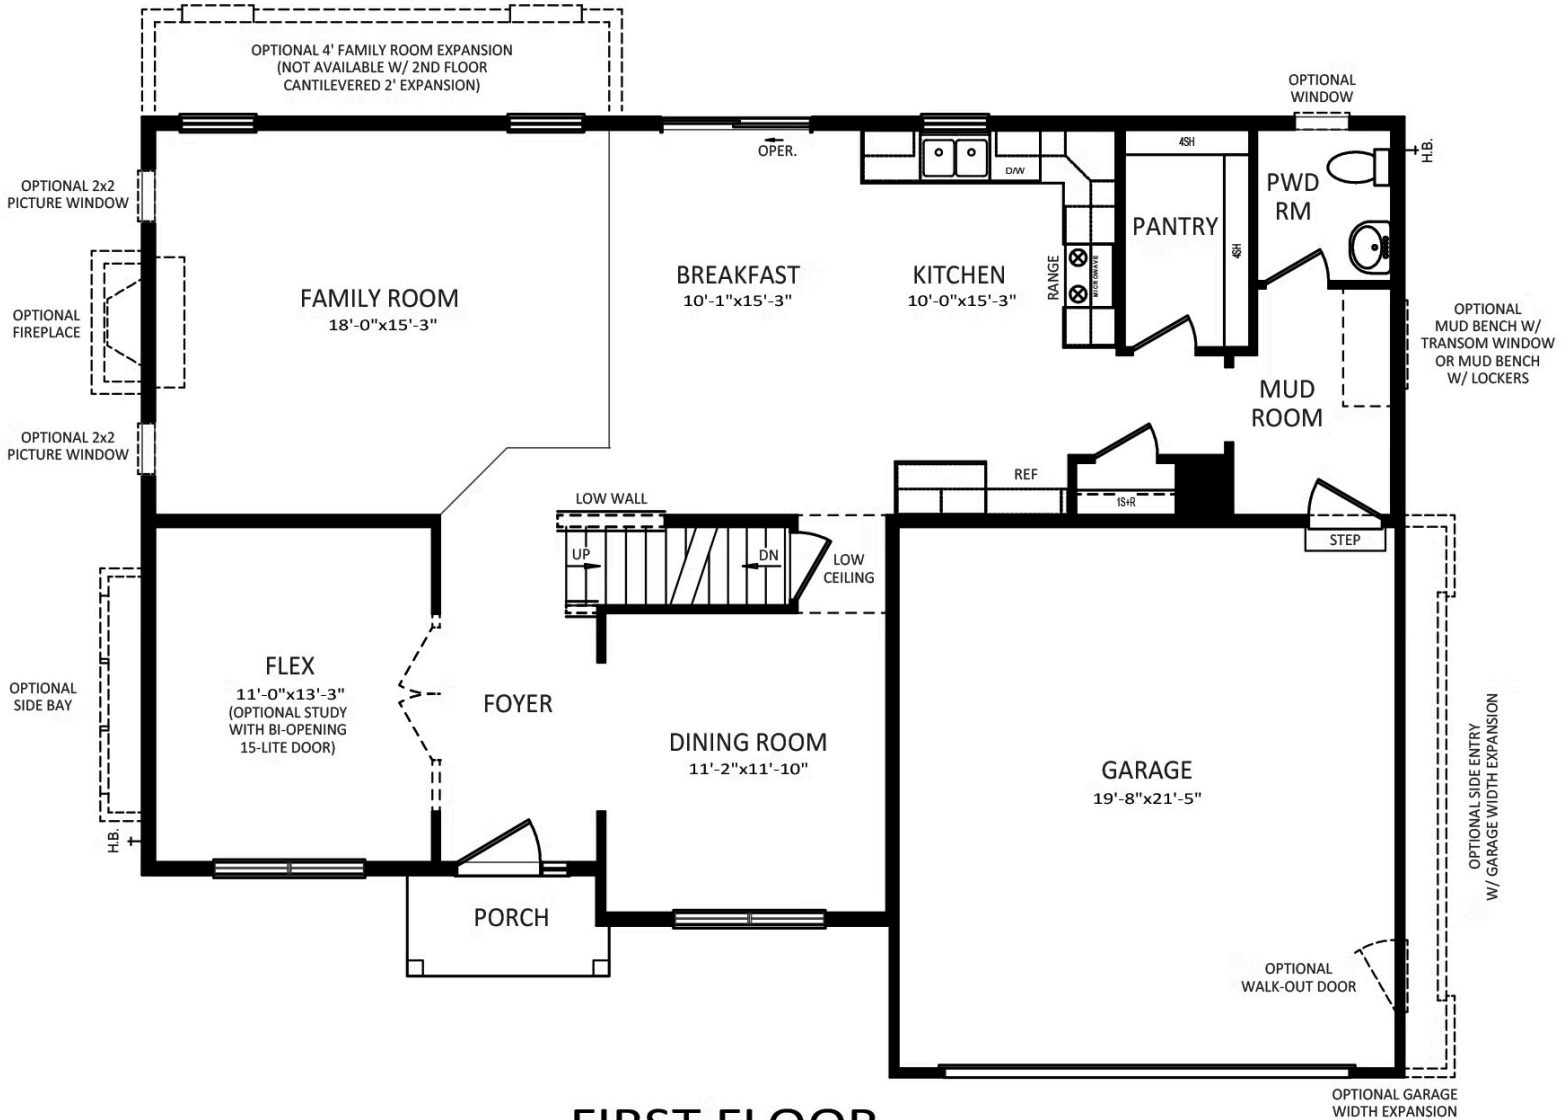 OPTIONAL 4' FAMILY ROOM EXPANSION
(NOT AVAILABLE W/ 2ND FLOOR
CANTILEVERED 2' EXPANSION)
OPTIONAL
WINDOW
OPER.
H.B.
D/W
4SH
4SH
PWD
RM
PANTRY
OPTIONAL 2x2
PICTURE WINDOW
OPTIONAL
FIREPLACE
OPTIONAL 2x2
PICTURE WINDOW
FAMILY ROOM
18'-0"x15'-3"
BREAKFAST
10'-1"x15'-3"
KITCHEN
10'-0"x15'-3"
RANGE
MICROWAVE
OPTIONAL
MUD BENCH W/
TRANSOM WINDOW
OR MUD BENCH
W/ LOCKERS
MUD
ROOM
REF
1S+R
LOW WALL
UP
DN
LOW
CEILING
STEP
OPTIONAL
SIDE BAY
FLEX
11'-0"x13'-3"
(OPTIONAL STUDY
WITH BI-OPENING
15-LITE DOOR)
FOYER
DINING ROOM
11'-2"x11'-10"
GARAGE
19'-8"x21'-5"
OPTIONAL SIDE ENTRY
W/ GARAGE WIDTH EXPANSION
H.B.
PORCH
OPTIONAL
WALK-OUT DOOR
OPTIONAL GARAGE
WIDTH EXPANSION
FIRST FLOOR